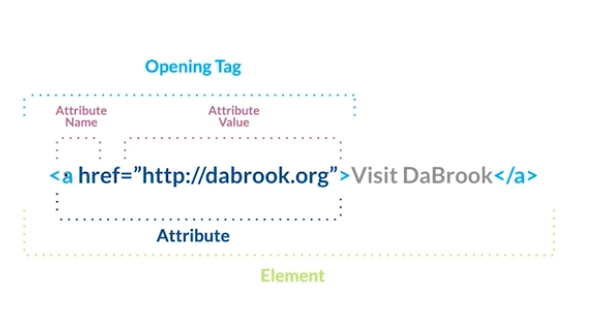 Opening Tag
Attribute
Name
Attribute
Value
<a href=”http://dabrook.org”>Visit DaBrook</a>
Attribute
Element